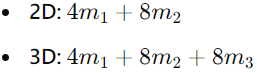 • 2D: 4m₁ + 8m₂
• 3D: 4m₁ + 8m₂ + 8m₃